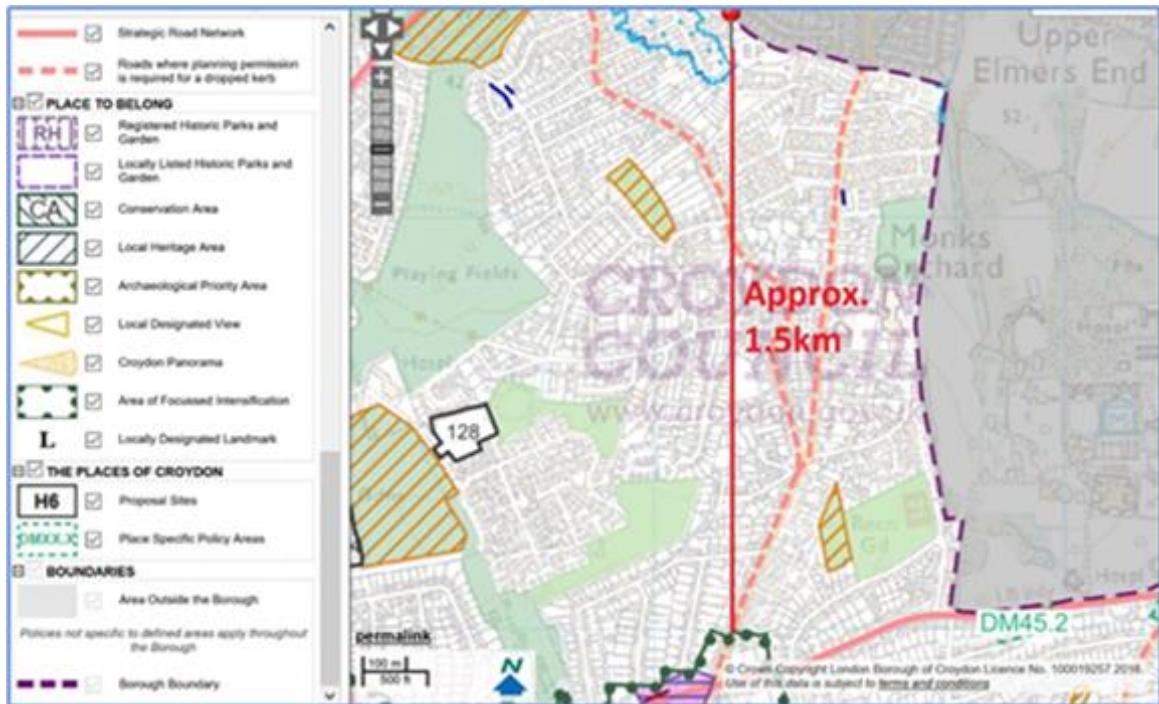 Strategic Road Network
Roads where planning permission
is required for a dropped kerb
PLACE TO BELONG
RH
Registered Historic Parks and
Garden
Locally Listed Historic Parks and
Garden
CA
Conservation Area
Local Heritage Area
Archaeological Priority Area
Local Designated View
Croydon Panorama
Area of Focussed Intensification
L
Locally Designated Landmark
THE PLACES OF CROYDON
H6
Proposal Sites
DMXX.X
Place Specific Policy Areas
BOUNDARIES
Area Outside the Borough
Policies not specific to defined areas apply throughout
the Borough
Borough Boundary
Upper
Elmers End
Monks
Orchard
Playing Fields
Hospl
CROYDON
COUNCIL
Approx.
1.5km
128
Recn
Gd
Hospl
DM45.2
permalink
100 m
500 ft
N
© Crown Copyright London Borough of Croydon Licence No. 100019257 2018.
Use of this data is subject to terms and conditions